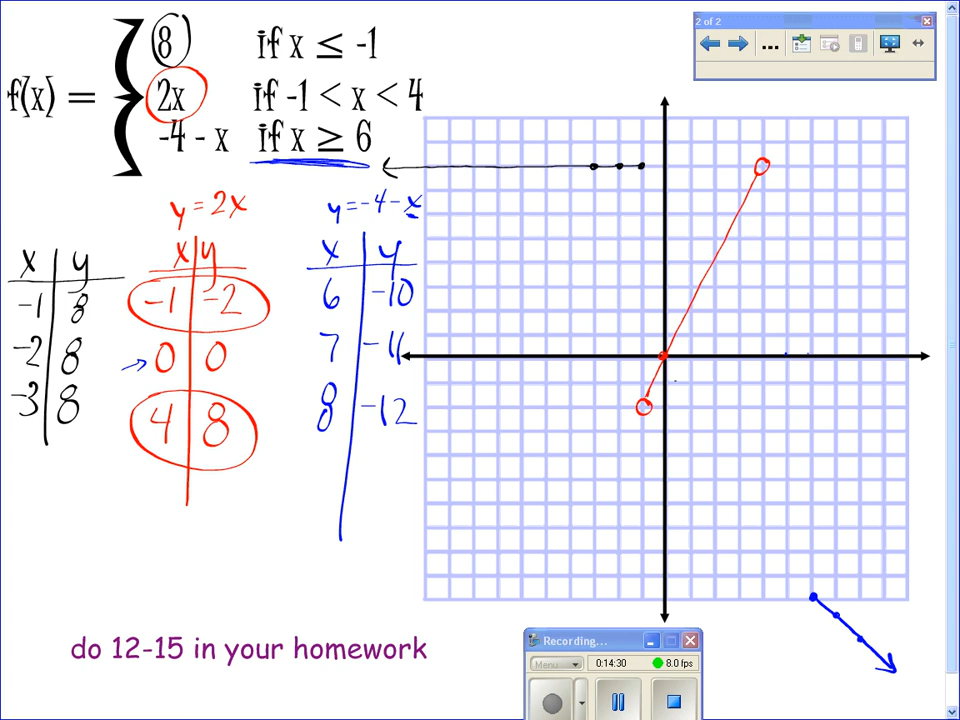 8 if x ≤ -1
f(x) = 2x if -1 < x < 4
-4 - x if x ≥ 6
y = 2x
y = -4 - x
x y
-1 8
-2 8
-3 8
x y
-1 -2
0 0
4 8
x y
6 -10
7 -11
8 -12
do 12-15 in your homework
2 of 2
...
Recording...
Menu 0:14:30 8.0 fps